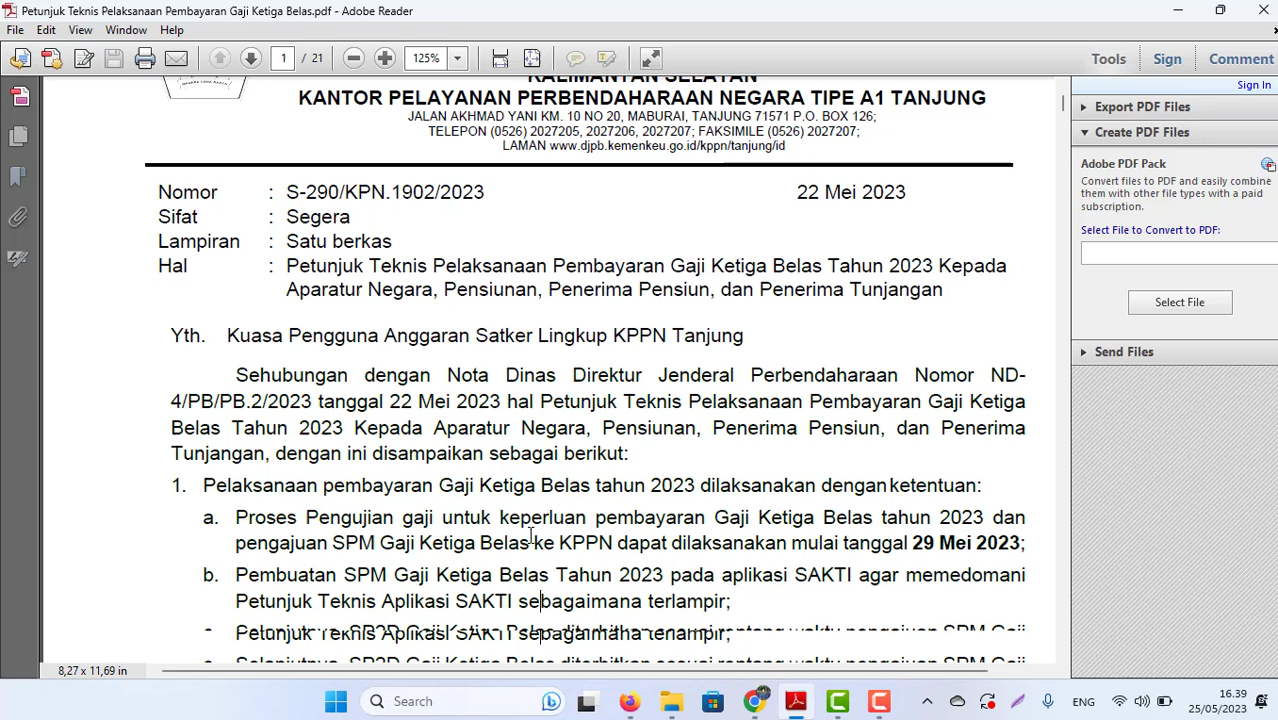 Petunjuk Teknis Pelaksanaan Pembayaran Gaji Ketiga Belas.pdf - Adobe Reader
File Edit View Window Help
1 / 21 125% Tools Sign Comment
Sign In
Export PDF Files
Create PDF Files
Adobe PDF Pack
Convert files to PDF and easily combine
them with other file types with a paid
subscription.
Select File to Convert to PDF:
Select File
Send Files
KALIMANTAN SELATAN
KANTOR PELAYANAN PERBENDAHARAAN NEGARA TIPE A1 TANJUNG
JALAN AKHMAD YANI KM. 10 NO 20, MABURAI, TANJUNG 71571 P.O. BOX 126;
TELEPON (0526) 2027205, 2027206, 2027207; FAKSIMILE (0526) 2027207;
LAMAN www.djpb.kemenkeu.go.id/kppn/tanjung/id
Nomor : S-290/KPN.1902/2023 22 Mei 2023
Sifat : Segera
Lampiran : Satu berkas
Hal : Petunjuk Teknis Pelaksanaan Pembayaran Gaji Ketiga Belas Tahun 2023 Kepada
Aparatur Negara, Pensiunan, Penerima Pensiun, dan Penerima Tunjangan
Yth. Kuasa Pengguna Anggaran Satker Lingkup KPPN Tanjung
Sehubungan dengan Nota Dinas Direktur Jenderal Perbendaharaan Nomor ND-
4/PB/PB.2/2023 tanggal 22 Mei 2023 hal Petunjuk Teknis Pelaksanaan Pembayaran Gaji Ketiga
Belas Tahun 2023 Kepada Aparatur Negara, Pensiunan, Penerima Pensiun, dan Penerima
Tunjangan, dengan ini disampaikan sebagai berikut:
1. Pelaksanaan pembayaran Gaji Ketiga Belas tahun 2023 dilaksanakan dengan ketentuan:
a. Proses Pengujian gaji untuk keperluan pembayaran Gaji Ketiga Belas tahun 2023 dan
pengajuan SPM Gaji Ketiga Belas ke KPPN dapat dilaksanakan mulai tanggal 29 Mei 2023;
b. Pembuatan SPM Gaji Ketiga Belas Tahun 2023 pada aplikasi SAKTI agar memedomani
Petunjuk Teknis Aplikasi SAKTI sebagaimana terlampir;
Petunjuk Teknis Aplikasi SAKTI sebagaimana terlampir;
8,27 x 11,69 in
Search
ENG
16.39
25/05/2023